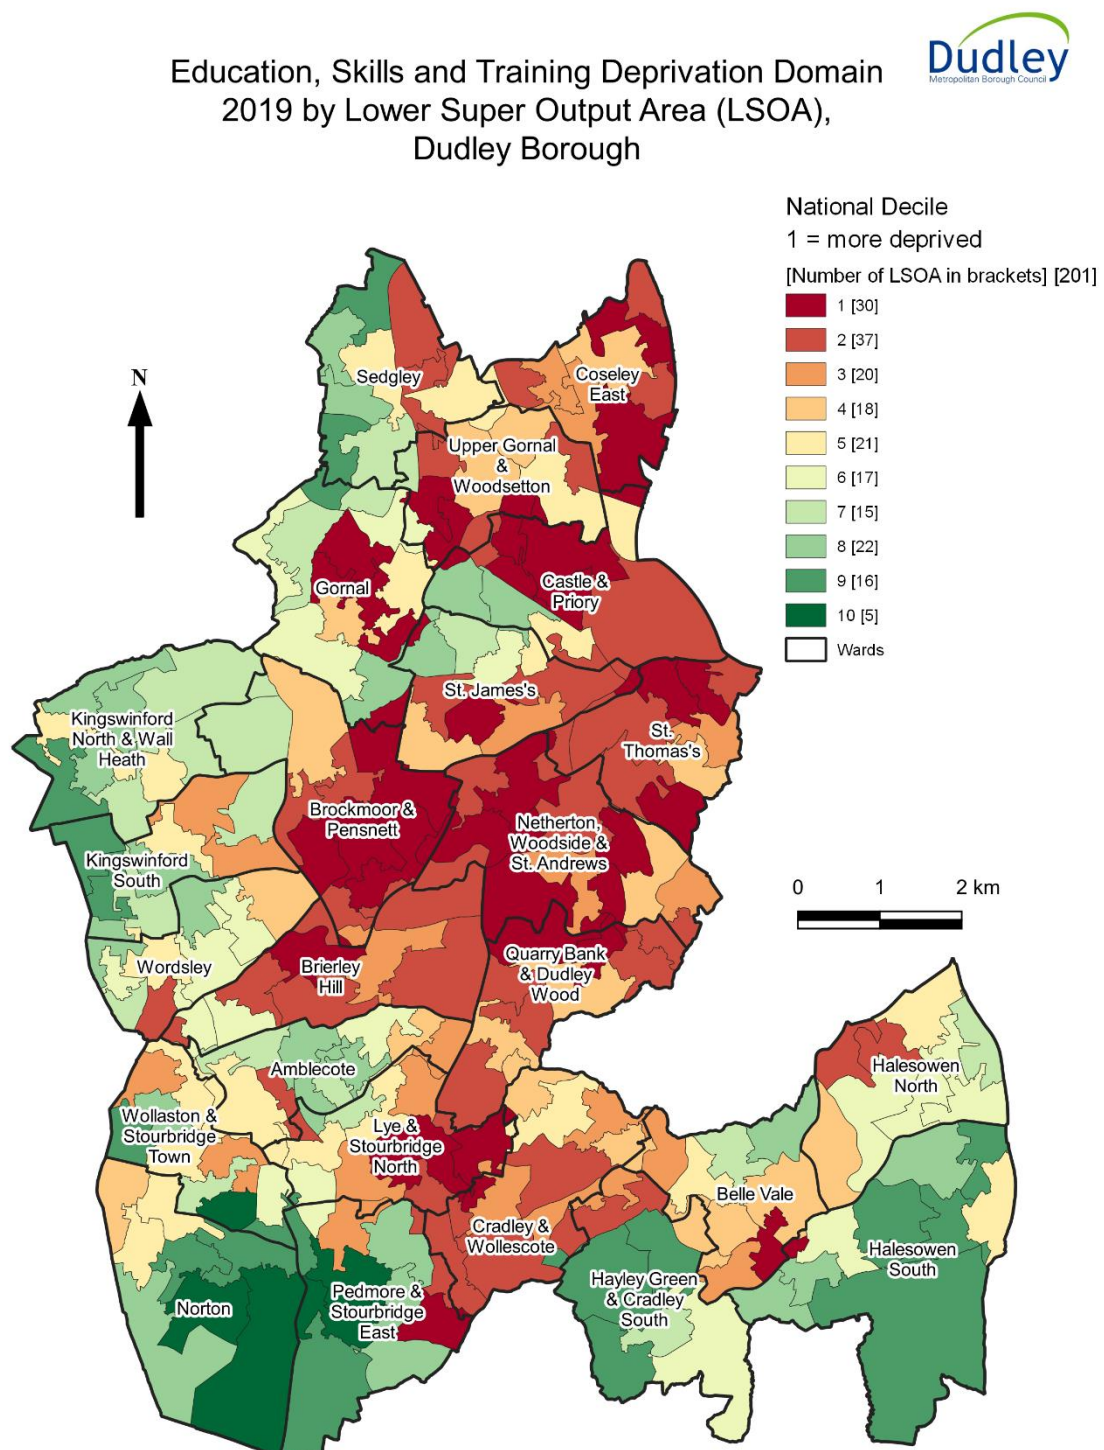 Dudley
Metropolitan Borough Council
Education, Skills and Training Deprivation Domain
2019 by Lower Super Output Area (LSOA),
Dudley Borough
National Decile
1 = more deprived
[Number of LSOA in brackets] [201]
1 [30]
2 [37]
3 [20]
4 [18]
5 [21]
6 [17]
7 [15]
8 [22]
9 [16]
10 [5]
Wards
N
Sedgley
Coseley
East
Upper Gornal
&
Woodsetton
Gornal
Castle &
Priory
St. James's
Kingswinford
North & Wall
Heath
St.
Thomas's
Brockmoor &
Pensnett
Netherton,
Woodside &
St. Andrews
Kingswinford
South
0 1 2 km
Wordsley
Brierley
Hill
Quarry Bank
& Dudley
Wood
Amblecote
Halesowen
North
Wollaston &
Stourbridge
Town
Lye &
Stourbridge
North
Belle Vale
Cradley &
Wollescote
Halesowen
South
Hayley Green
& Cradley
South
Norton
Pedmore &
Stourbridge
East